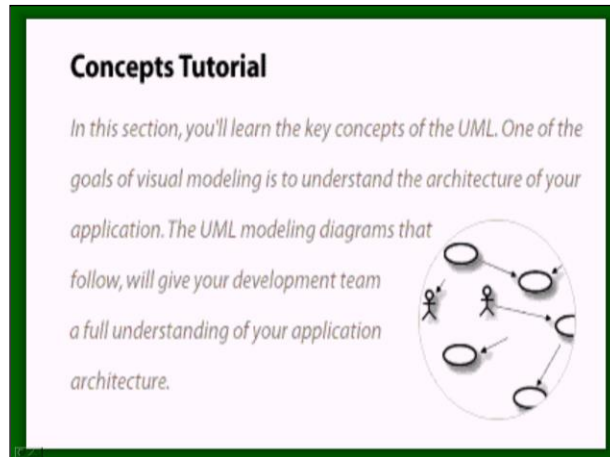 Concepts Tutorial
In this section, you'll learn the key concepts of the UML. One of the
goals of visual modeling is to understand the architecture of your
application. The UML modeling diagrams that
follow, will give your development team
a full understanding of your application
architecture.